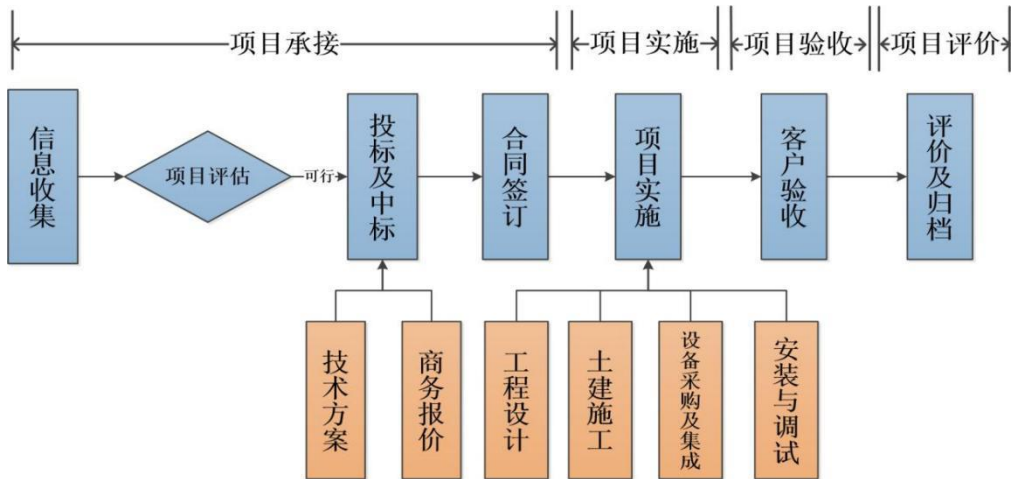 项目承接
项目实施
项目验收
项目评价
信息收集
项目评估
可行
投标及中标
合同签订
项目实施
客户验收
评价及归档
技术方案
商务报价
工程设计
土建施工
设备采购及集成
安装与调试